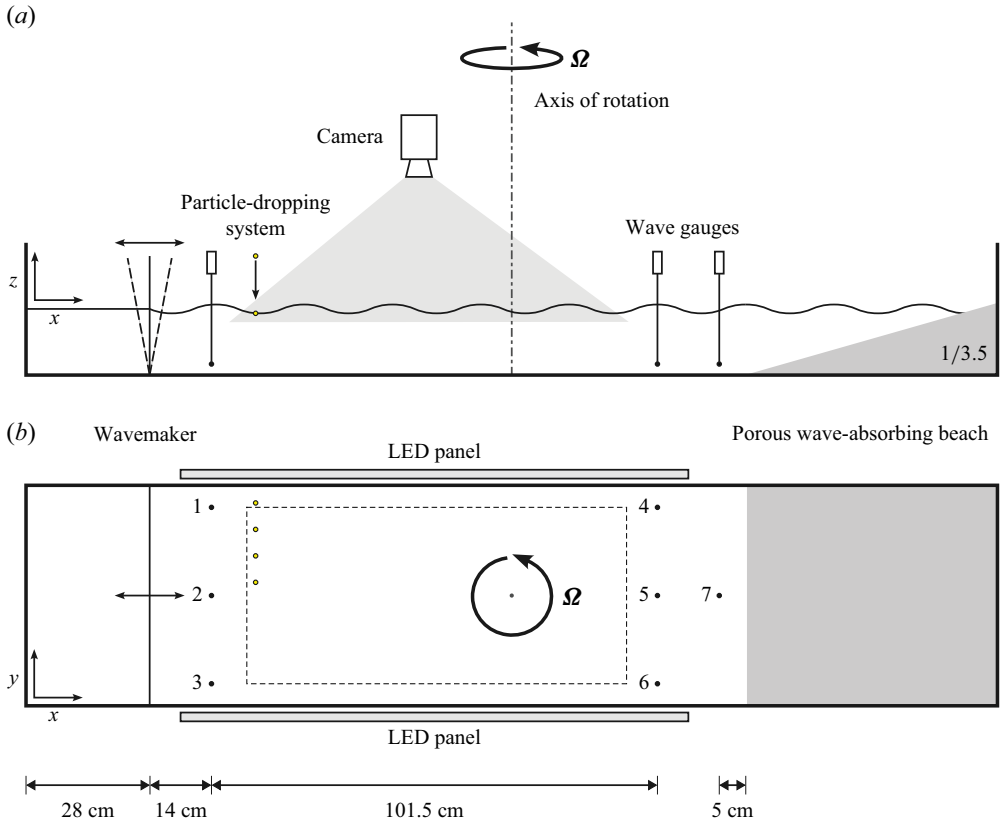 (a)
Ω
Axis of rotation
Camera
Particle-dropping
system
Wave gauges
z
x
1/3.5
(b)
Wavemaker
LED panel
Porous wave-absorbing beach
1
4
2
Ω
5
7
3
6
y
x
LED panel
28 cm
14 cm
101.5 cm
5 cm